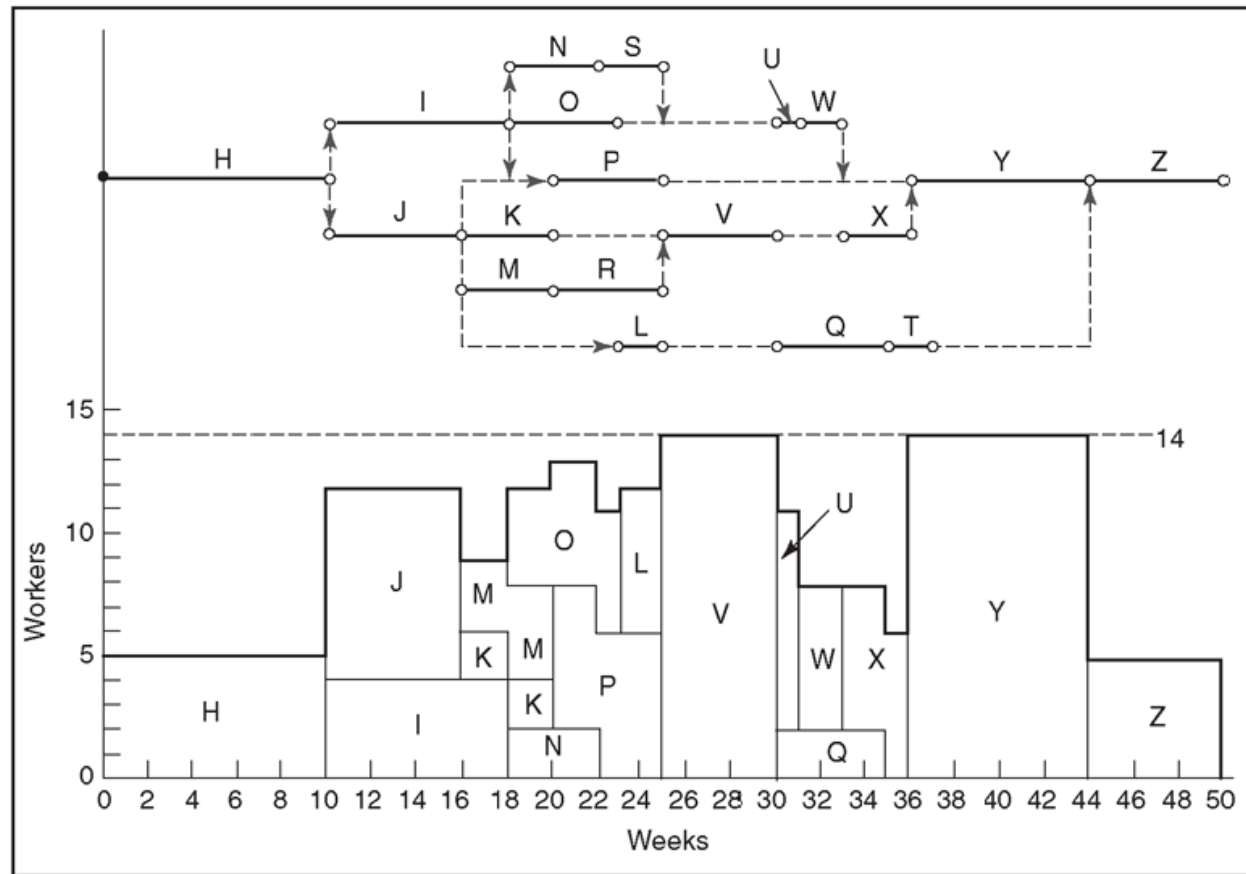 N S U
I O W
H P Y Z
J K V X
M R
L Q T
15
14
U
10 O
J L
M V Y
Workers 5 M W X
K
H P
I K Z
N Q
0
0 2 4 6 8 10 12 14 16 18 20 22 24 26 28 30 32 34 36 38 40 42 44 46 48 50
Weeks